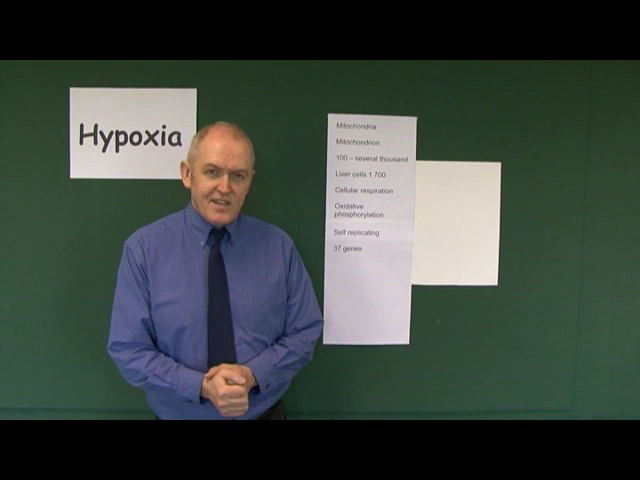 Hypoxia
Mitochondria
Mitochondrion
100 – several thousand
Liver cells 1 700
Cellular respiration
Oxidative
phosphorylation
Self replicating
37 genes